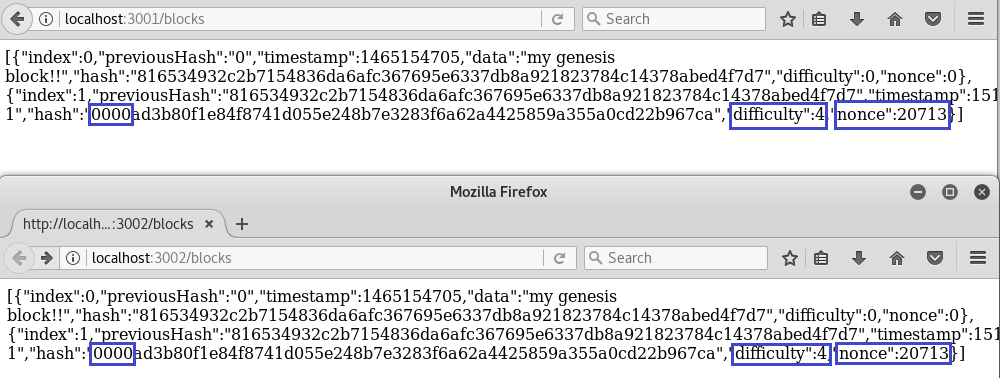 localhost:3001/blocks
Search
[{"index":0,"previousHash":"0","timestamp":1465154705,"data":"my genesis
block!!","hash":"816534932c2b7154836da6afc367695e6337db8a921823784c14378abed4f7d7","difficulty":0,"nonce":0},
{"index":1,"previousHash":"816534932c2b7154836da6afc367695e6337db8a921823784c14378abed4f7d7","timestamp":151
1","hash":"0000ad3b80f1e84f8741d055e248b7e3283f6a62a4425859a355a0cd22b967ca","difficulty":4,"nonce":20713}]
Mozilla Firefox
http://localh...:3002/blocks
localhost:3002/blocks
Search
[{"index":0,"previousHash":"0","timestamp":1465154705,"data":"my genesis
block!!","hash":"816534932c2b7154836da6afc367695e6337db8a921823784c14378abed4f7d7","difficulty":0,"nonce":0},
{"index":1,"previousHash":"816534932c2b7154836da6afc367695e6337db8a921823784c14378abed4f7d7","timestamp":151
1","hash":"0000ad3b80f1e84f8741d055e248b7e3283f6a62a4425859a355a0cd22b967ca","difficulty":4,"nonce":20713}]